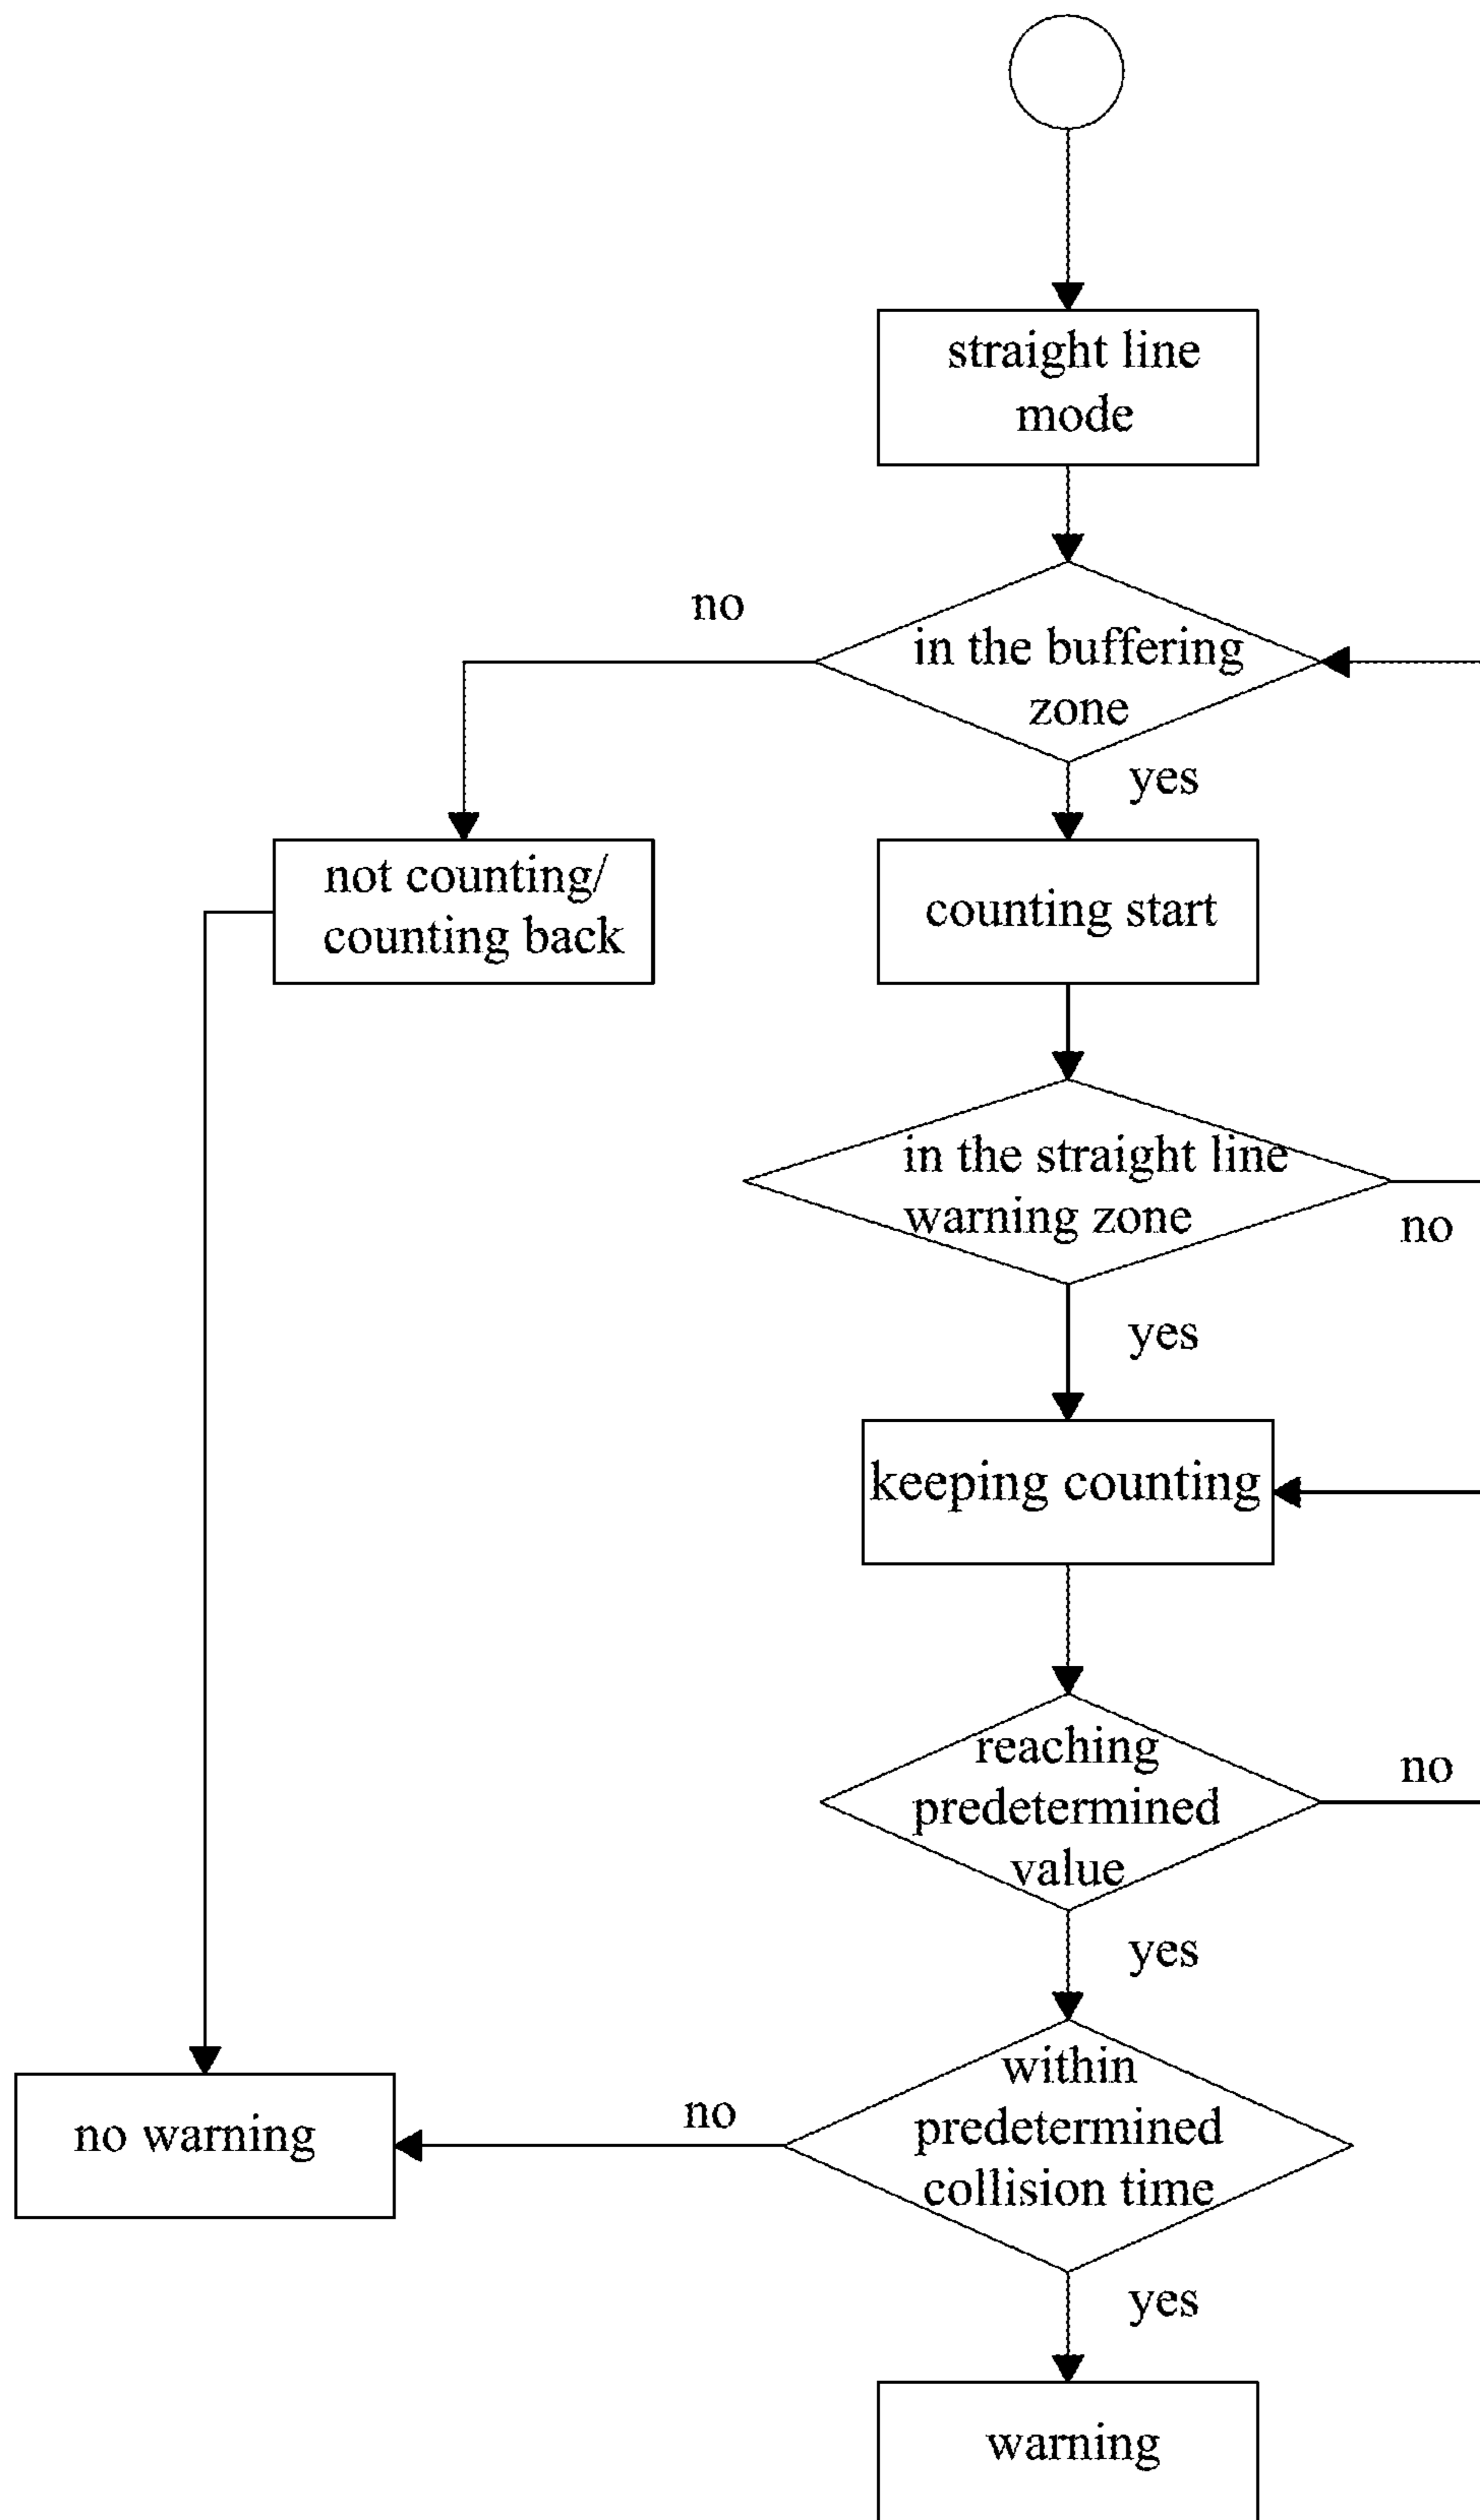 straight line
mode
no
in the buffering
zone
yes
not counting/
counting back
counting start
in the straight line
warning zone
no
yes
keeping counting
reaching
predetermined
value
no
yes
within
predetermined
collision time
no
no warning
yes
warning